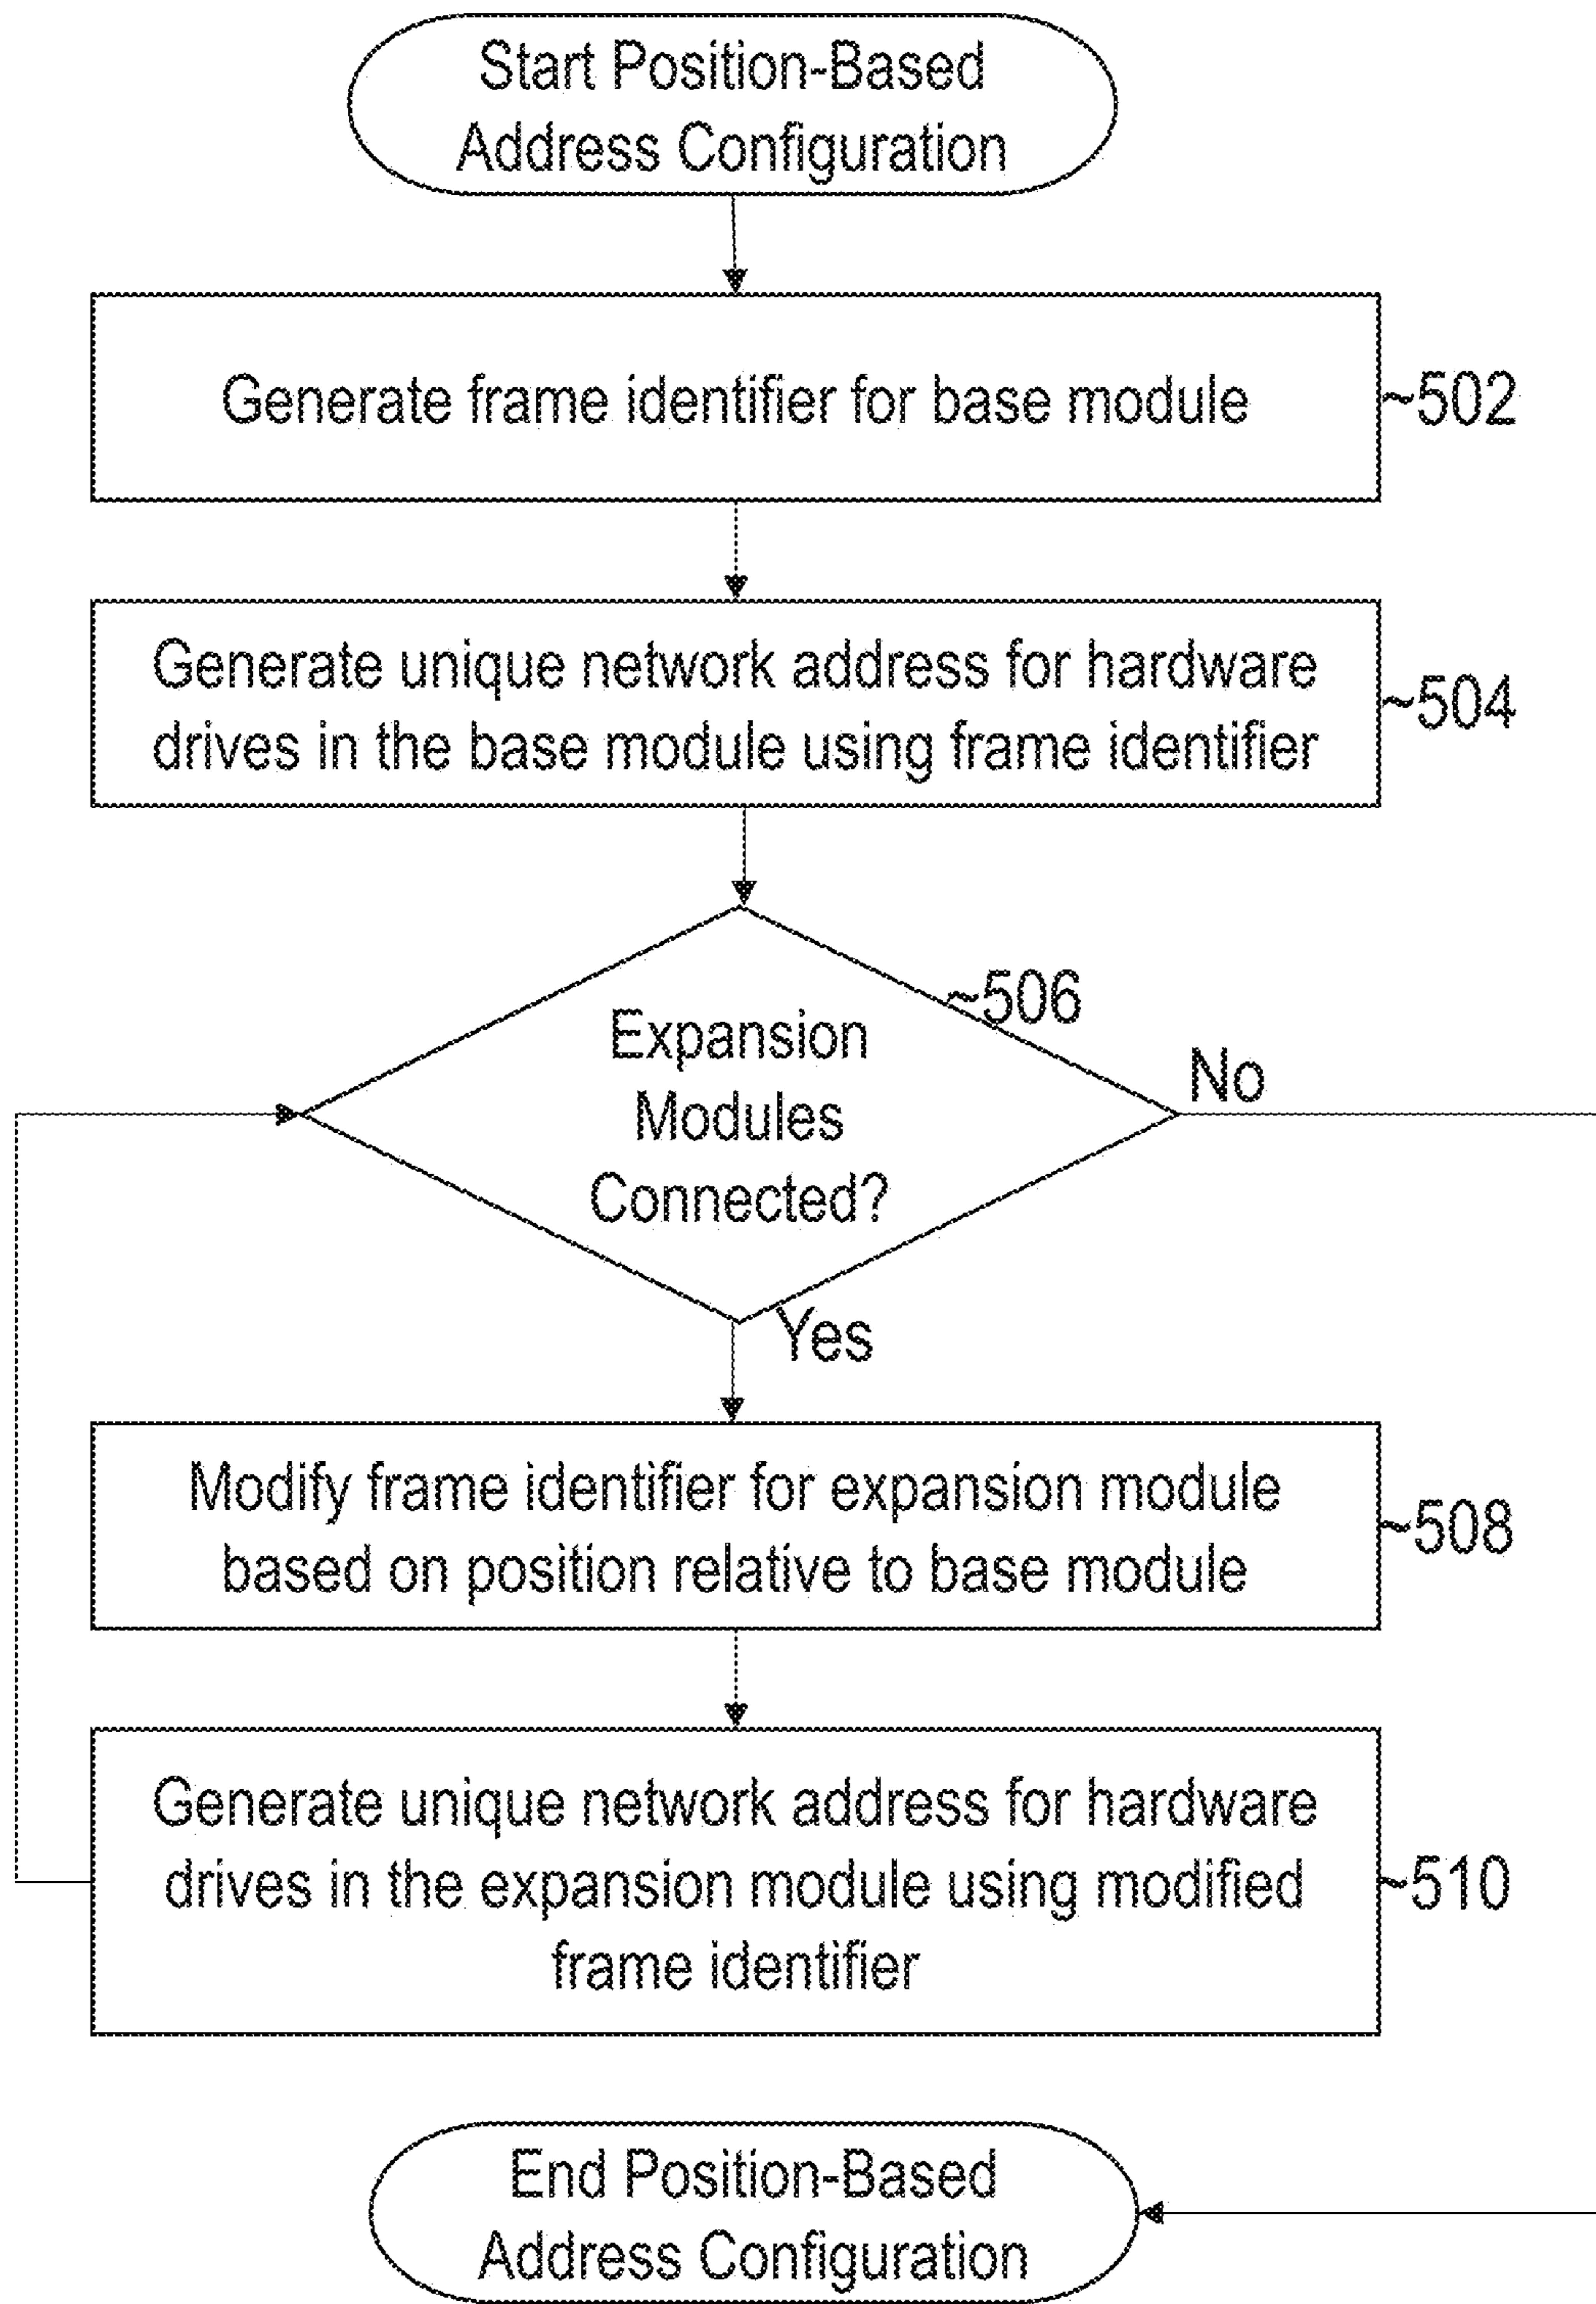 Start Position-Based
Address Configuration
Generate frame identifier for base module
~502
Generate unique network address for hardware
drives in the base module using frame identifier
~504
~506
Expansion
Modules
Connected?
No
Yes
Modify frame identifier for expansion module
based on position relative to base module
~508
Generate unique network address for hardware
drives in the expansion module using modified
frame identifier
~510
End Position-Based
Address Configuration